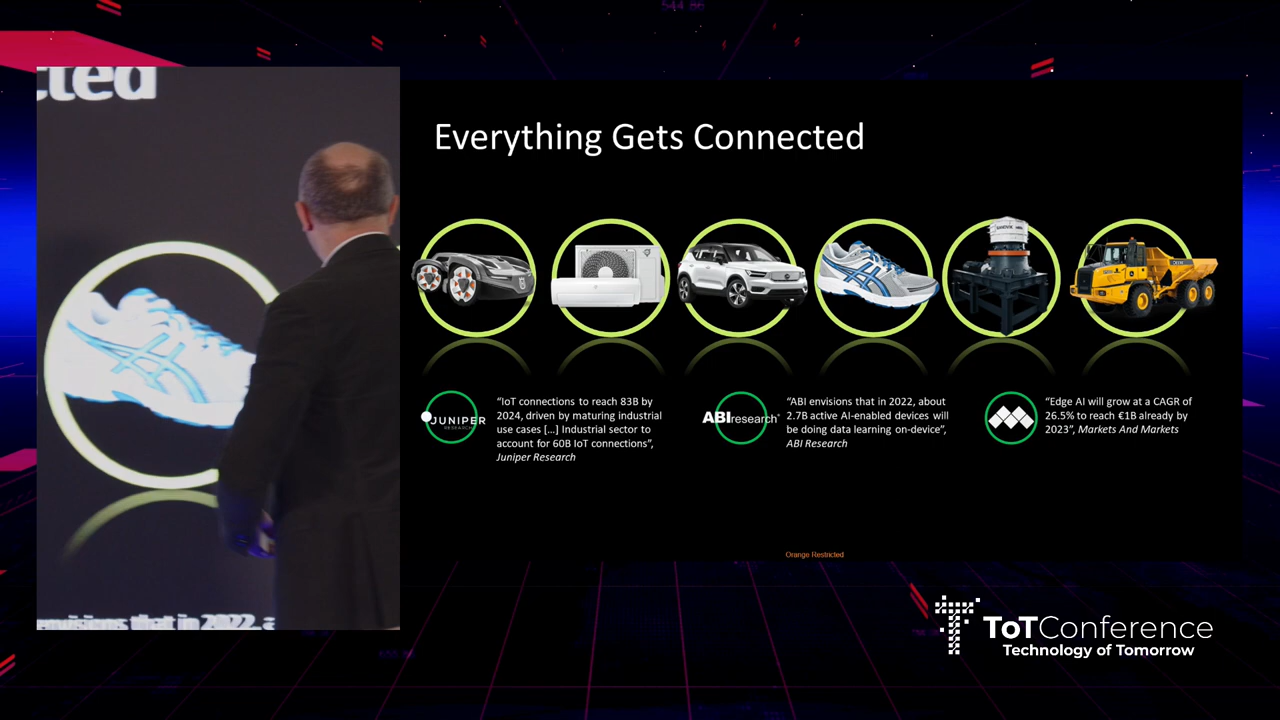 cted
Everything Gets Connected
SANDVIK
JUNIPER
RESEARCH
“IoT connections to reach 83B by
2024, driven by maturing industrial
use cases [...] Industrial sector to
account for 60B IoT connections”,
Juniper Research
ABIresearch®
“ABI envisions that in 2022, about
2.7B active AI-enabled devices will
be doing data learning on-device”,
ABI Research
“Edge AI will grow at a CAGR of
26.5% to reach €1B already by
2023”, Markets And Markets
envisions that in 2022, a
Orange Restricted
ToTConference
Technology of Tomorrow